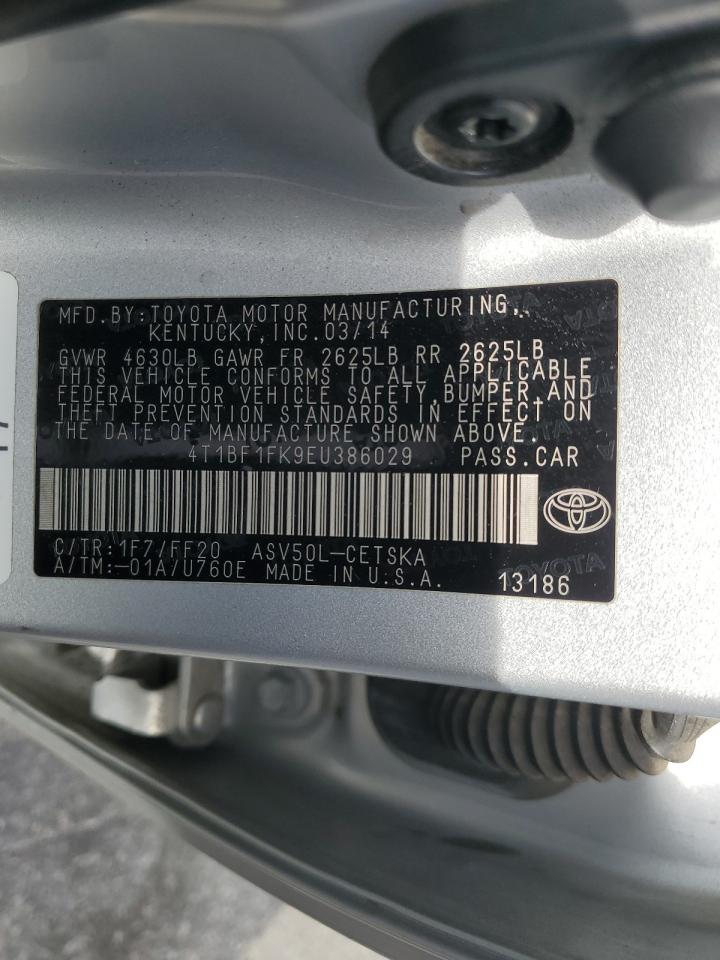 MFD.BY:TOYOTA MOTOR MANUFACTURING,
KENTUCKY,INC.03/14
GVWR 4630LB GAWR FR 2625LB RR 2625LB
THIS VEHICLE CONFORMS TO ALL APPLICABLE
FEDERAL MOTOR VEHICLE SAFETY,BUMPER,AND
THEFT PREVENTION STANDARDS IN EFFECT ON
THE DATE OF MANUFACTURE SHOWN ABOVE.
4T1BF1FK9EU386029 PASS.CAR
C/TR:1F7/FF20 ASV50L-CETSKA
A/TM:-01A/U760E MADE IN U.S.A. 13186
TOYOTA